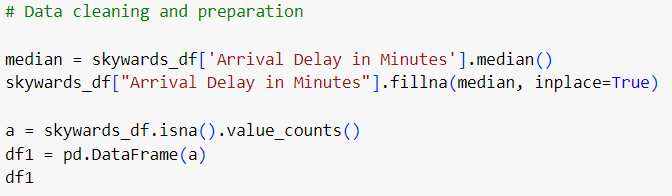 # Data cleaning and preparation
median = skywards_df['Arrival Delay in Minutes'].median()
skywards_df["Arrival Delay in Minutes"].fillna(median, inplace=True)
a = skywards_df.isna().value_counts()
df1 = pd.DataFrame(a)
df1